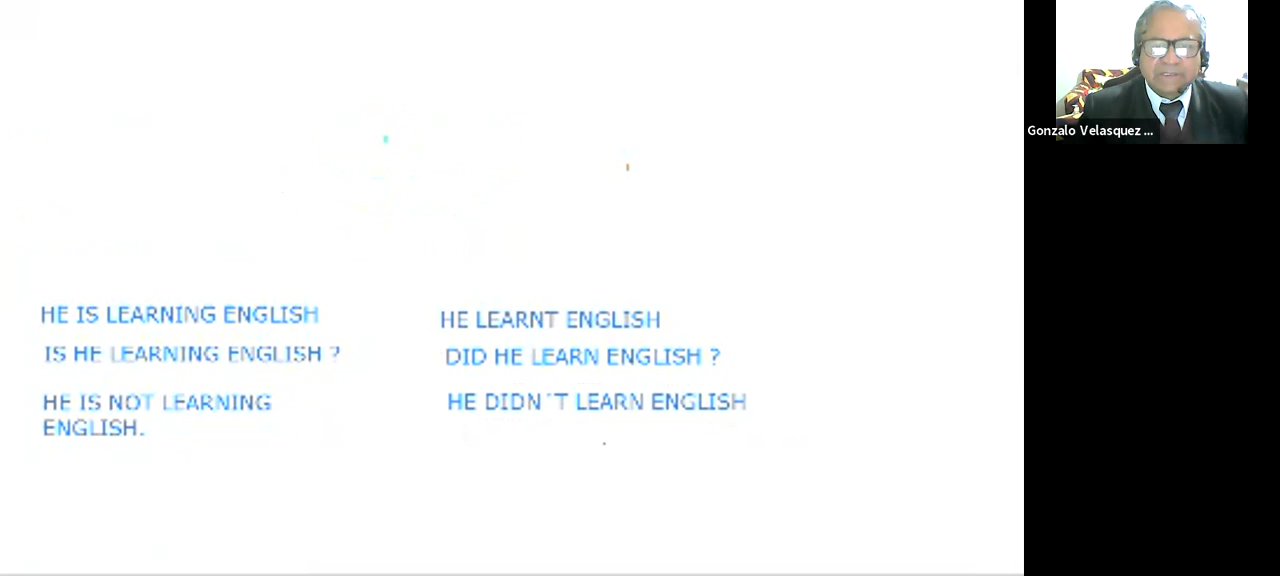 HE IS LEARNING ENGLISH
IS HE LEARNING ENGLISH ?
HE IS NOT LEARNING
ENGLISH.
HE LEARNT ENGLISH
DID HE LEARN ENGLISH ?
HE DIDN´T LEARN ENGLISH
Gonzalo Velasquez ...